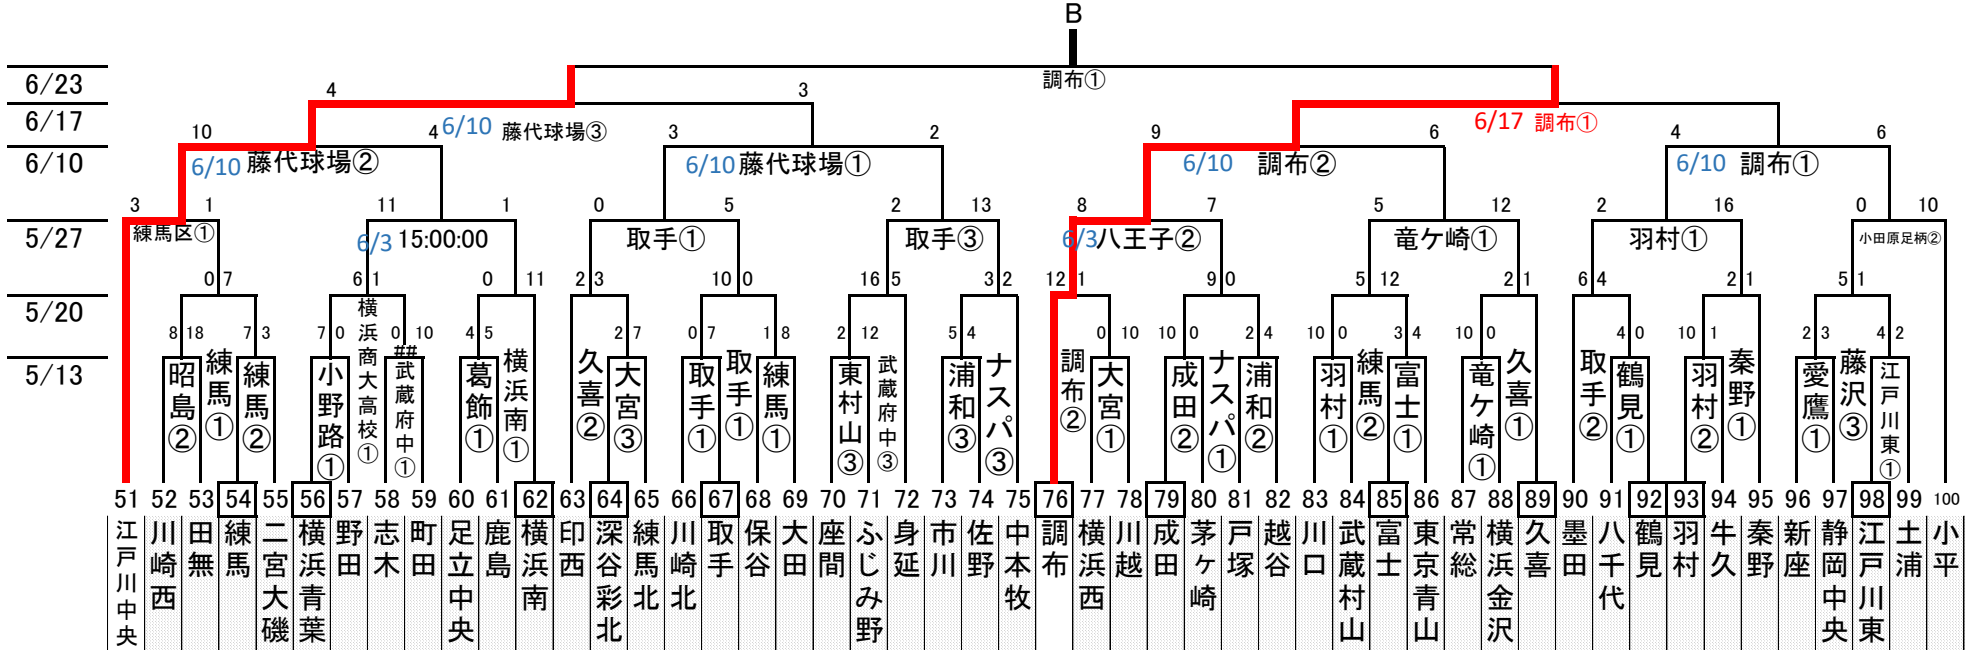 B
6/23
調布①
4
3
6/17
10
4
6/10 藤代球場③
3
2
9
6
6/17 調布①
4
6
6/10
6/10 藤代球場②
6/10 藤代球場①
6/10 調布②
6/10 調布①
3
1
11
1
0
5
2
13
8
7
5
12
2
16
0
10
5/27
練馬区①
6/3 15:00:00
取手①
取手③
6/3 八王子②
竜ケ崎①
羽村①
小田原足柄②
0 7
6 1
0 11
2 3
10 0
16 5
3 2
12 1
9 0
5 12
2 1
6 4
2 1
5 1
5/20
横浜商大高校①
8 18
7 3
7 0
0 10
4 5
2 7
0 7
1 8
2 12
5 4
0 10
10 0
2 4
10 0
3 4
10 0
4 0
10 1
2 3
4 2
5/13
昭島②
練馬①
練馬②
小野路①
##
武蔵府中①
葛飾①
横浜南①
久喜②
大宮③
取手①
取手①
練馬①
東村山③
武蔵府中③
浦和③
ナスパ③
調布②
大宮①
成田②
ナスパ①
浦和②
羽村①
練馬②
富士①
竜ケ崎①
久喜①
取手②
鶴見①
羽村②
秦野①
愛鷹①
藤沢③
江戸川東①
51 52 53 54 55 56 57 58 59 60 61 62 63 64 65 66 67 68 69 70 71 72 73 74 75 76 77 78 79 80 81 82 83 84 85 86 87 88 89 90 91 92 93 94 95 96 97 98 99 100
江戸川中央
川崎西
田無
練馬
二宮大磯
横浜青葉
野田
志木
町田
足立中央
鹿島
横浜南
印西
深谷彩北
練馬北
川崎北
取手
保谷
大田
座間
ふじみ野
身延
市川
佐野
中本牧
調布
横浜西
川越
成田
茅ヶ崎
戸塚
越谷
川口
武蔵村山
富士
東京青山
常総
横浜金沢
久喜
墨田
八千代
鶴見
羽村
牛久
秦野
新座
静岡中央
江戸川東
土浦
小平